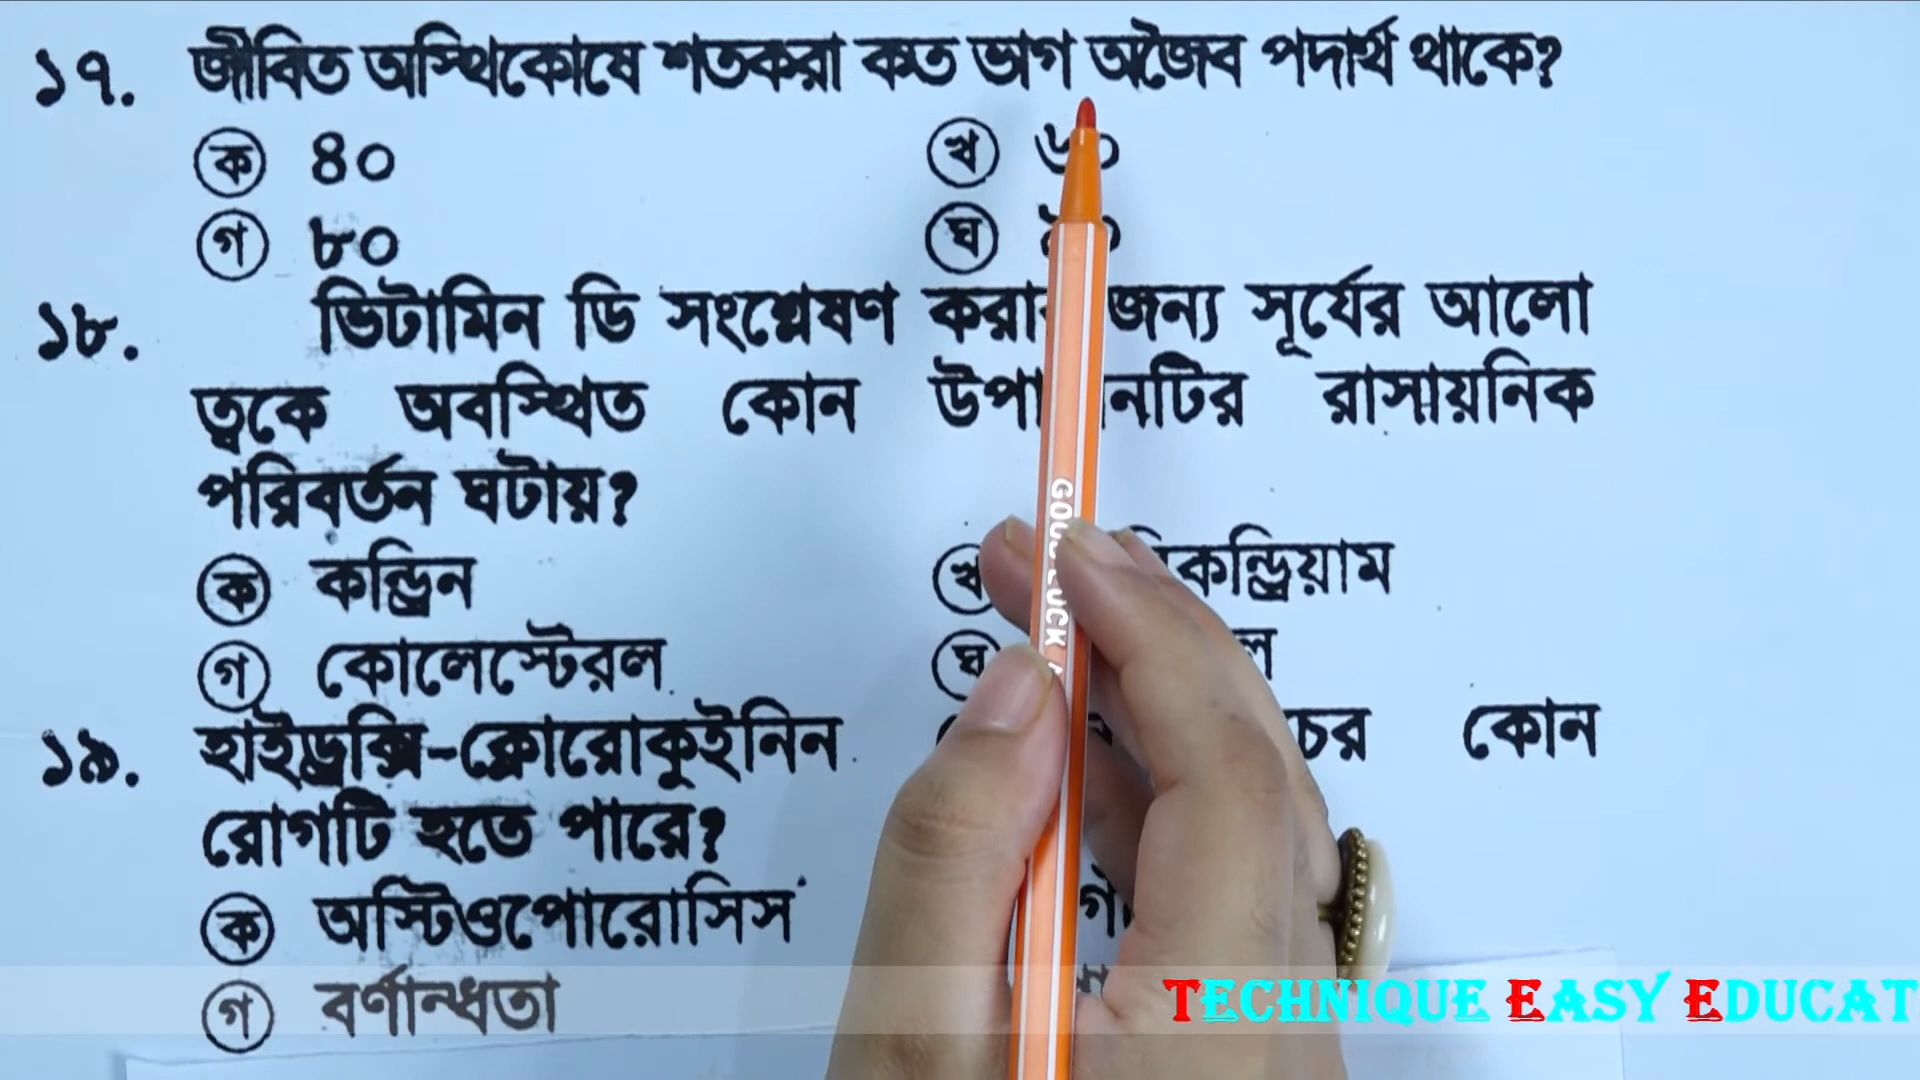 ১৭. জীবিত অস্থিকোষে শতকরা কত ভাগ অজৈব পদার্থ থাকে?
ক ৪০ খ ৬০
গ ৮০ ঘ
১৮. ভিটামিন ডি সংশ্লেষণ করার জন্য সূর্যের আলো
ত্বকে অবস্থিত কোন উপাদানটির রাসায়নিক
পরিবর্তন ঘটায়?
ক কন্ড্রিন খ
গ কোলেস্টেরল ঘ
১৯. হাইড্রক্সি-ক্লোরোকুইনিন কোন
রোগটি হতে পারে?
ক অস্টিওপোরোসিস
গ বর্ণান্ধতা
GOOD LUCK
TECHNIQUE EASY EDUCAT